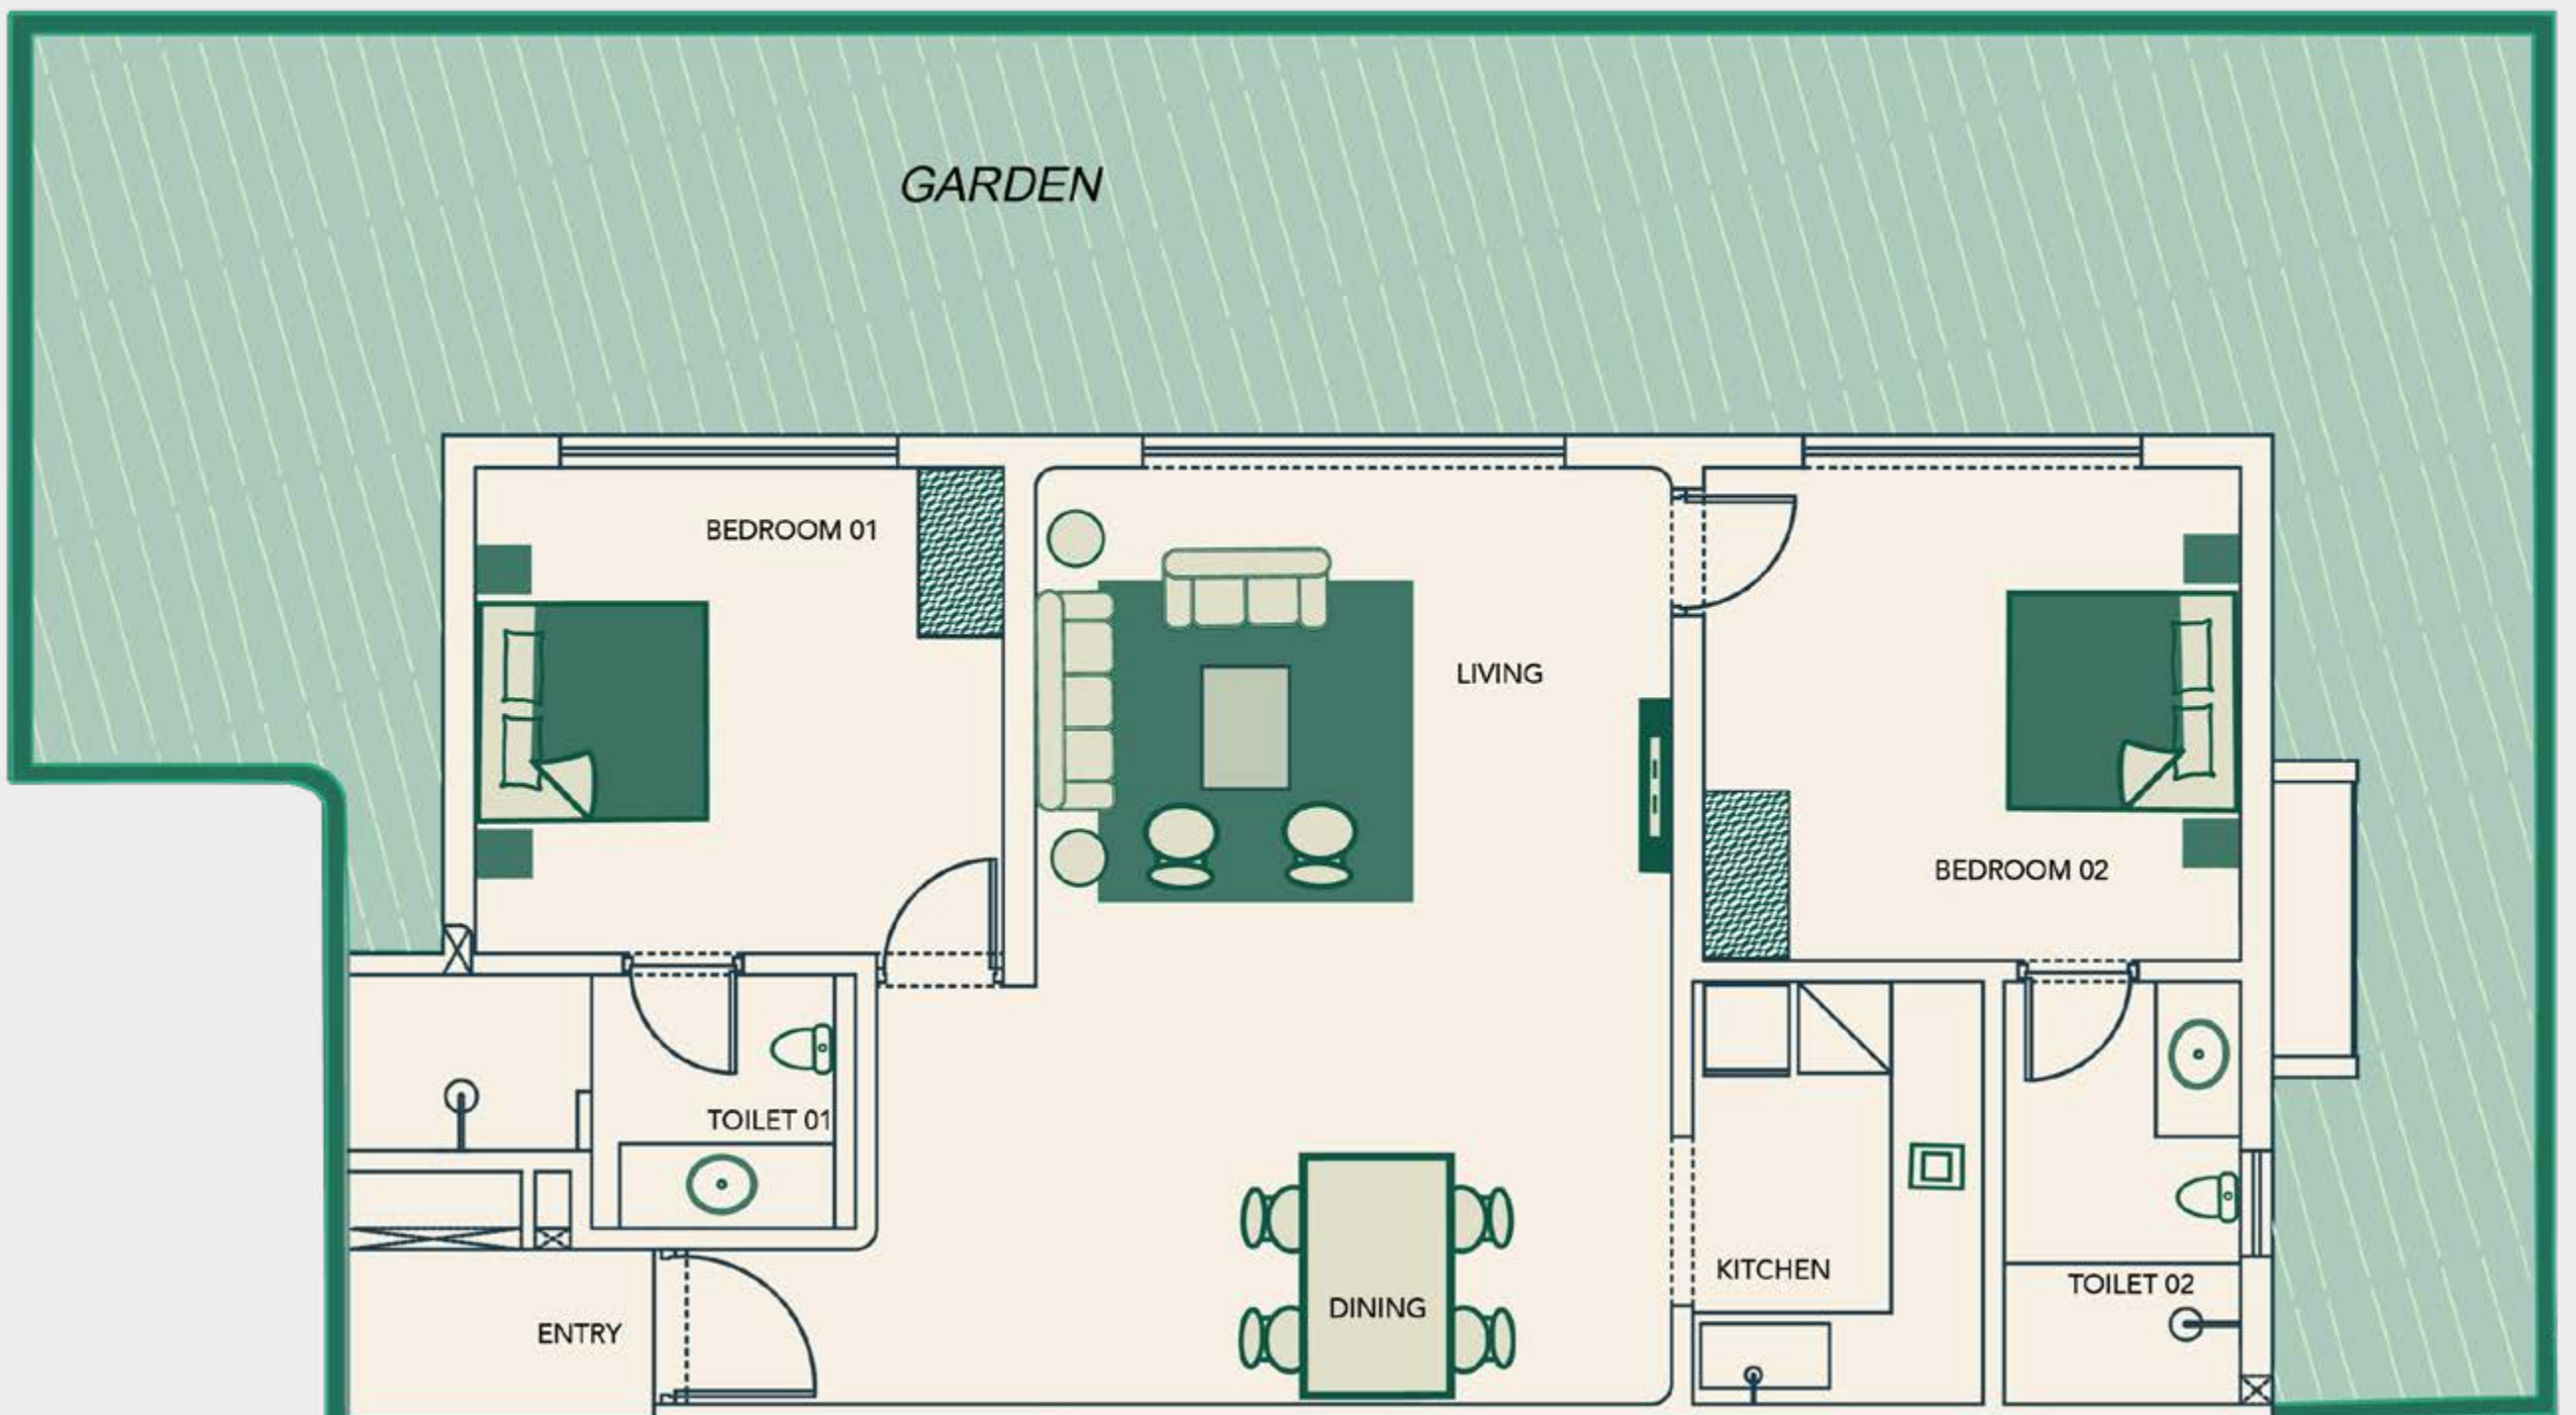 GARDEN
BEDROOM 01
LIVING
BEDROOM 02
TOILET 01
KITCHEN
TOILET 02
DINING
ENTRY